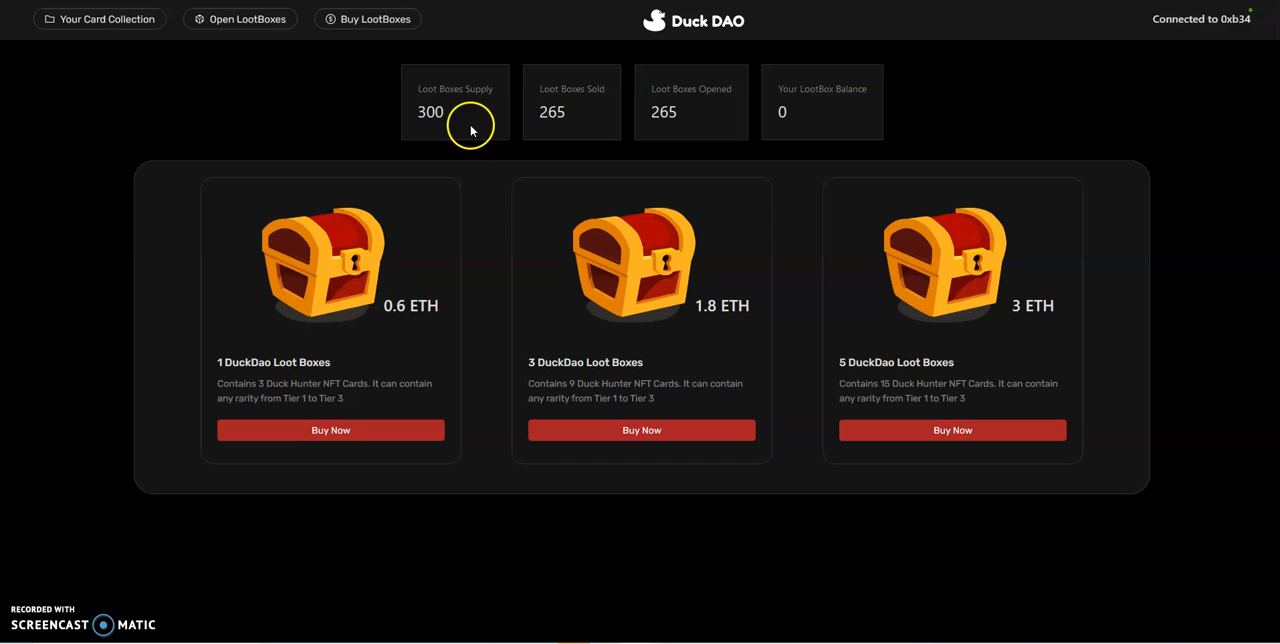 Your Card Collection
Open LootBoxes
Buy LootBoxes
Duck DAO
Connected to 0xb34
Loot Boxes Supply
300
Loot Boxes Sold
265
Loot Boxes Opened
265
Your LootBox Balance
0
0.6 ETH
1 DuckDao Loot Boxes
Contains 3 Duck Hunter NFT Cards. It can contain
any rarity from Tier 1 to Tier 3
Buy Now
1.8 ETH
3 DuckDao Loot Boxes
Contains 9 Duck Hunter NFT Cards. It can contain
any rarity from Tier 1 to Tier 3
Buy Now
3 ETH
5 DuckDao Loot Boxes
Contains 15 Duck Hunter NFT Cards. It can contain
any rarity from Tier 1 to Tier 3
Buy Now
RECORDED WITH
SCREENCAST MATIC